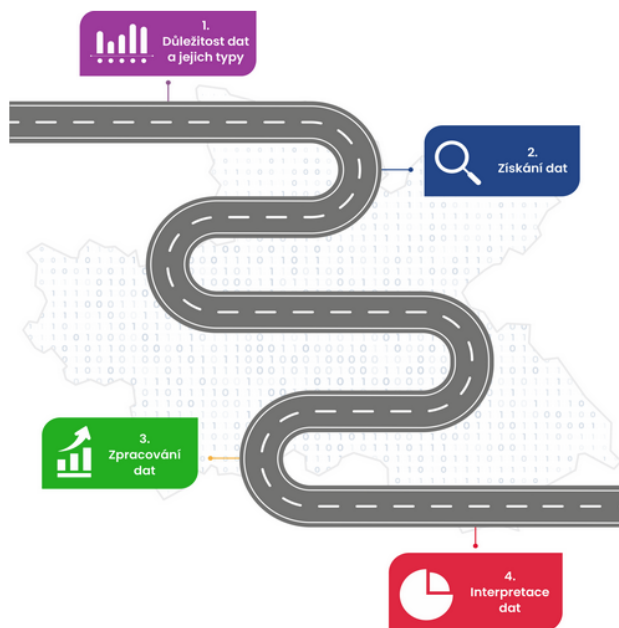 1.
Důležitost dat
a jejich typy
2.
Získání dat
3.
Zpracování
dat
4.
Interpretace
dat